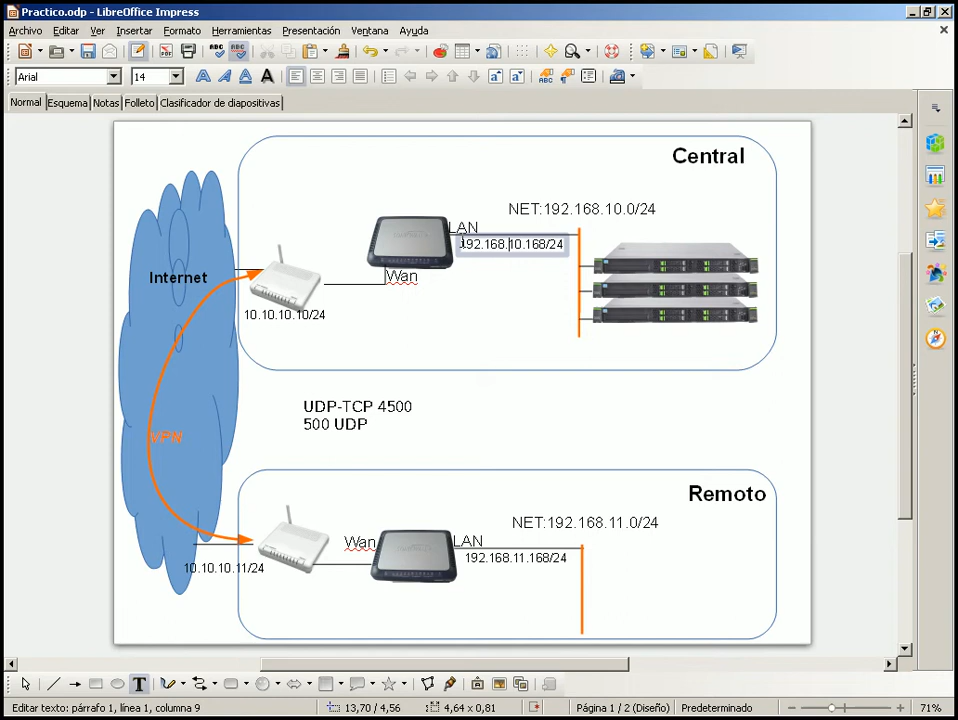 Practico.odp - LibreOffice Impress
Archivo Editar Ver Insertar Formato Herramientas Presentación Ventana Ayuda
Arial 14
Normal Esquema Notas Folleto Clasificador de diapositivas
Central
NET:192.168.10.0/24
LAN
192.168.10.168/24
Wan
Internet
10.10.10.10/24
UDP-TCP 4500
500 UDP
VPN
Remoto
NET:192.168.11.0/24
Wan
LAN
192.168.11.168/24
10.10.10.11/24
Editar texto: párrafo 1, línea 1, columna 9 13,70 / 4,56 4,64 x 0,81 Página 1 / 2 (Diseño) Predeterminado 71%